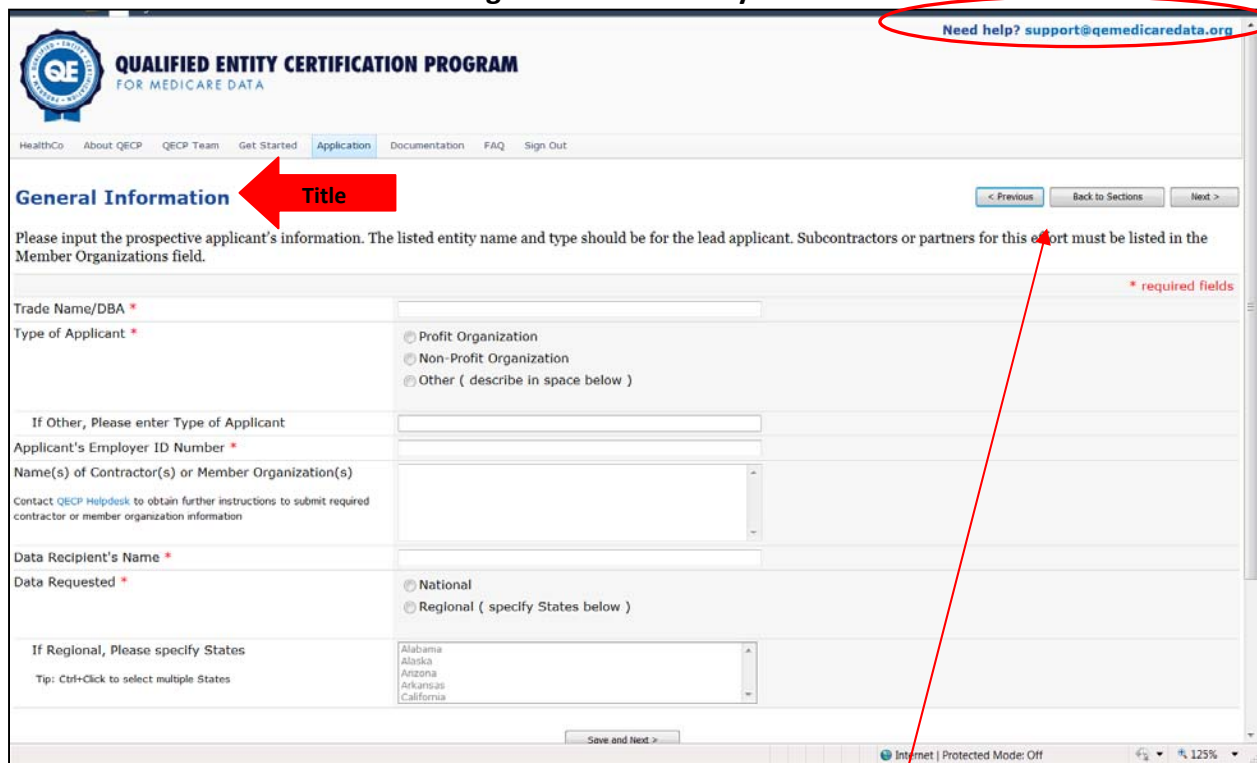 Need help? support@qemedicaredata.org
QE
QUALIFIED ENTITY CERTIFICATION PROGRAM
FOR MEDICARE DATA
HealthCo About QECP QECP Team Get Started Application Documentation FAQ Sign Out
General Information
Title
< Previous Back to Sections Next >
Please input the prospective applicant's information. The listed entity name and type should be for the lead applicant. Subcontractors or partners for this effort must be listed in the
Member Organizations field.
* required fields
Trade Name/DBA *
Type of Applicant *
Profit Organization
Non-Profit Organization
Other ( describe in space below )
If Other, Please enter Type of Applicant
Applicant's Employer ID Number *
Name(s) of Contractor(s) or Member Organization(s)
Contact QECP Helpdesk to obtain further instructions to submit required
contractor or member organization information
Data Recipient's Name *
Data Requested *
National
Regional ( specify States below )
If Regional, Please specify States
Tip: Ctrl+Click to select multiple States
Alabama
Alaska
Arizona
Arkansas
California
Save and Next >
Internet | Protected Mode: Off
125%